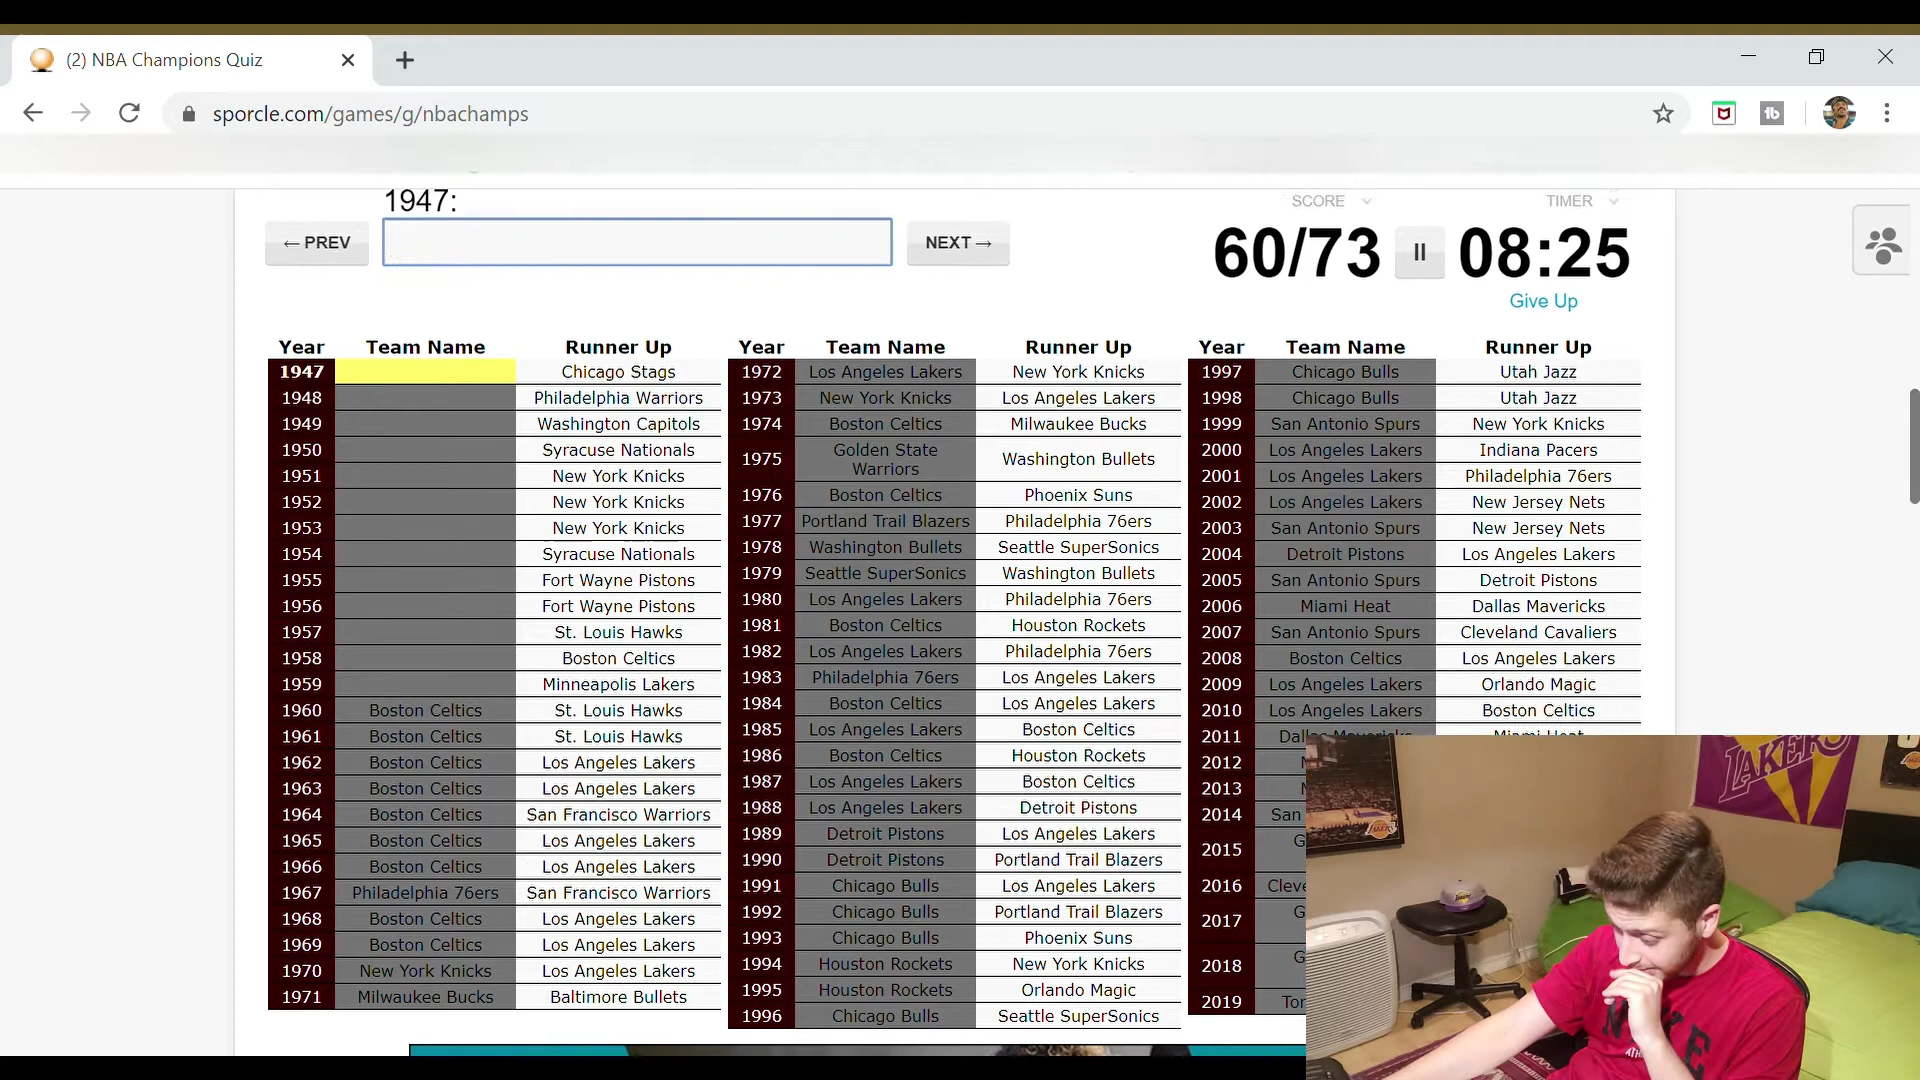 (2) NBA Champions Quiz
sporcle.com/games/g/nbachamps
1947:
SCORE
TIMER
← PREV
NEXT →
60/73
08:25
Give Up
Year Team Name Runner Up
1947 Chicago Stags
1948 Philadelphia Warriors
1949 Washington Capitols
1950 Syracuse Nationals
1951 New York Knicks
1952 New York Knicks
1953 New York Knicks
1954 Syracuse Nationals
1955 Fort Wayne Pistons
1956 Fort Wayne Pistons
1957 St. Louis Hawks
1958 Boston Celtics
1959 Minneapolis Lakers
1960 Boston Celtics St. Louis Hawks
1961 Boston Celtics St. Louis Hawks
1962 Boston Celtics Los Angeles Lakers
1963 Boston Celtics Los Angeles Lakers
1964 Boston Celtics San Francisco Warriors
1965 Boston Celtics Los Angeles Lakers
1966 Boston Celtics Los Angeles Lakers
1967 Philadelphia 76ers San Francisco Warriors
1968 Boston Celtics Los Angeles Lakers
1969 Boston Celtics Los Angeles Lakers
1970 New York Knicks Los Angeles Lakers
1971 Milwaukee Bucks Baltimore Bullets
Year Team Name Runner Up
1972 Los Angeles Lakers New York Knicks
1973 New York Knicks Los Angeles Lakers
1974 Boston Celtics Milwaukee Bucks
1975 Golden State Warriors Washington Bullets
1976 Boston Celtics Phoenix Suns
1977 Portland Trail Blazers Philadelphia 76ers
1978 Washington Bullets Seattle SuperSonics
1979 Seattle SuperSonics Washington Bullets
1980 Los Angeles Lakers Philadelphia 76ers
1981 Boston Celtics Houston Rockets
1982 Los Angeles Lakers Philadelphia 76ers
1983 Philadelphia 76ers Los Angeles Lakers
1984 Boston Celtics Los Angeles Lakers
1985 Los Angeles Lakers Boston Celtics
1986 Boston Celtics Houston Rockets
1987 Los Angeles Lakers Boston Celtics
1988 Los Angeles Lakers Detroit Pistons
1989 Detroit Pistons Los Angeles Lakers
1990 Detroit Pistons Portland Trail Blazers
1991 Chicago Bulls Los Angeles Lakers
1992 Chicago Bulls Portland Trail Blazers
1993 Chicago Bulls Phoenix Suns
1994 Houston Rockets New York Knicks
1995 Houston Rockets Orlando Magic
1996 Chicago Bulls Seattle SuperSonics
Year Team Name Runner Up
1997 Chicago Bulls Utah Jazz
1998 Chicago Bulls Utah Jazz
1999 San Antonio Spurs New York Knicks
2000 Los Angeles Lakers Indiana Pacers
2001 Los Angeles Lakers Philadelphia 76ers
2002 Los Angeles Lakers New Jersey Nets
2003 San Antonio Spurs New Jersey Nets
2004 Detroit Pistons Los Angeles Lakers
2005 San Antonio Spurs Detroit Pistons
2006 Miami Heat Dallas Mavericks
2007 San Antonio Spurs Cleveland Cavaliers
2008 Boston Celtics Los Angeles Lakers
2009 Los Angeles Lakers Orlando Magic
2010 Los Angeles Lakers Boston Celtics
2011 Dallas Mavericks Miami Heat
2012
2013
2014 San
2015 G
2016 Cleve
2017 G
2018 G
2019 Tor
LAKERS
LAKERS